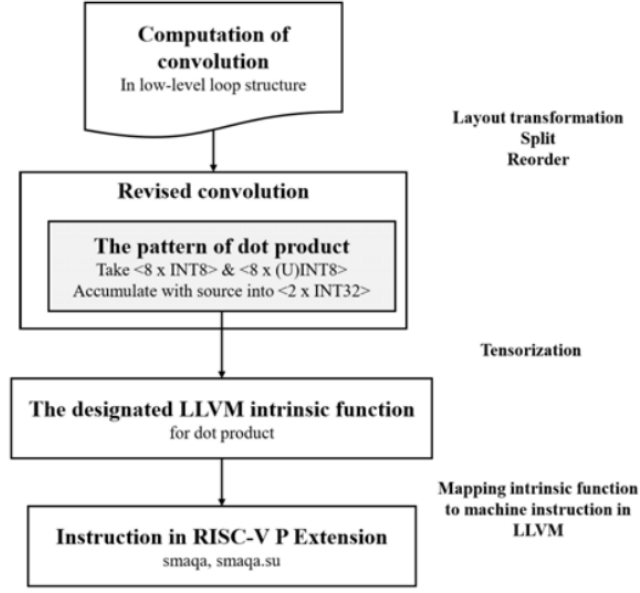 Computation of
convolution
In low-level loop structure
Layout transformation
Split
Reorder
Revised convolution
The pattern of dot product
Take <8 x INT8> & <8 x (U)INT8>
Accumulate with source into <2 x INT32>
Tensorization
The designated LLVM intrinsic function
for dot product
Mapping intrinsic function
to machine instruction in
LLVM
Instruction in RISC-V P Extension
smaqa, smaqa.su